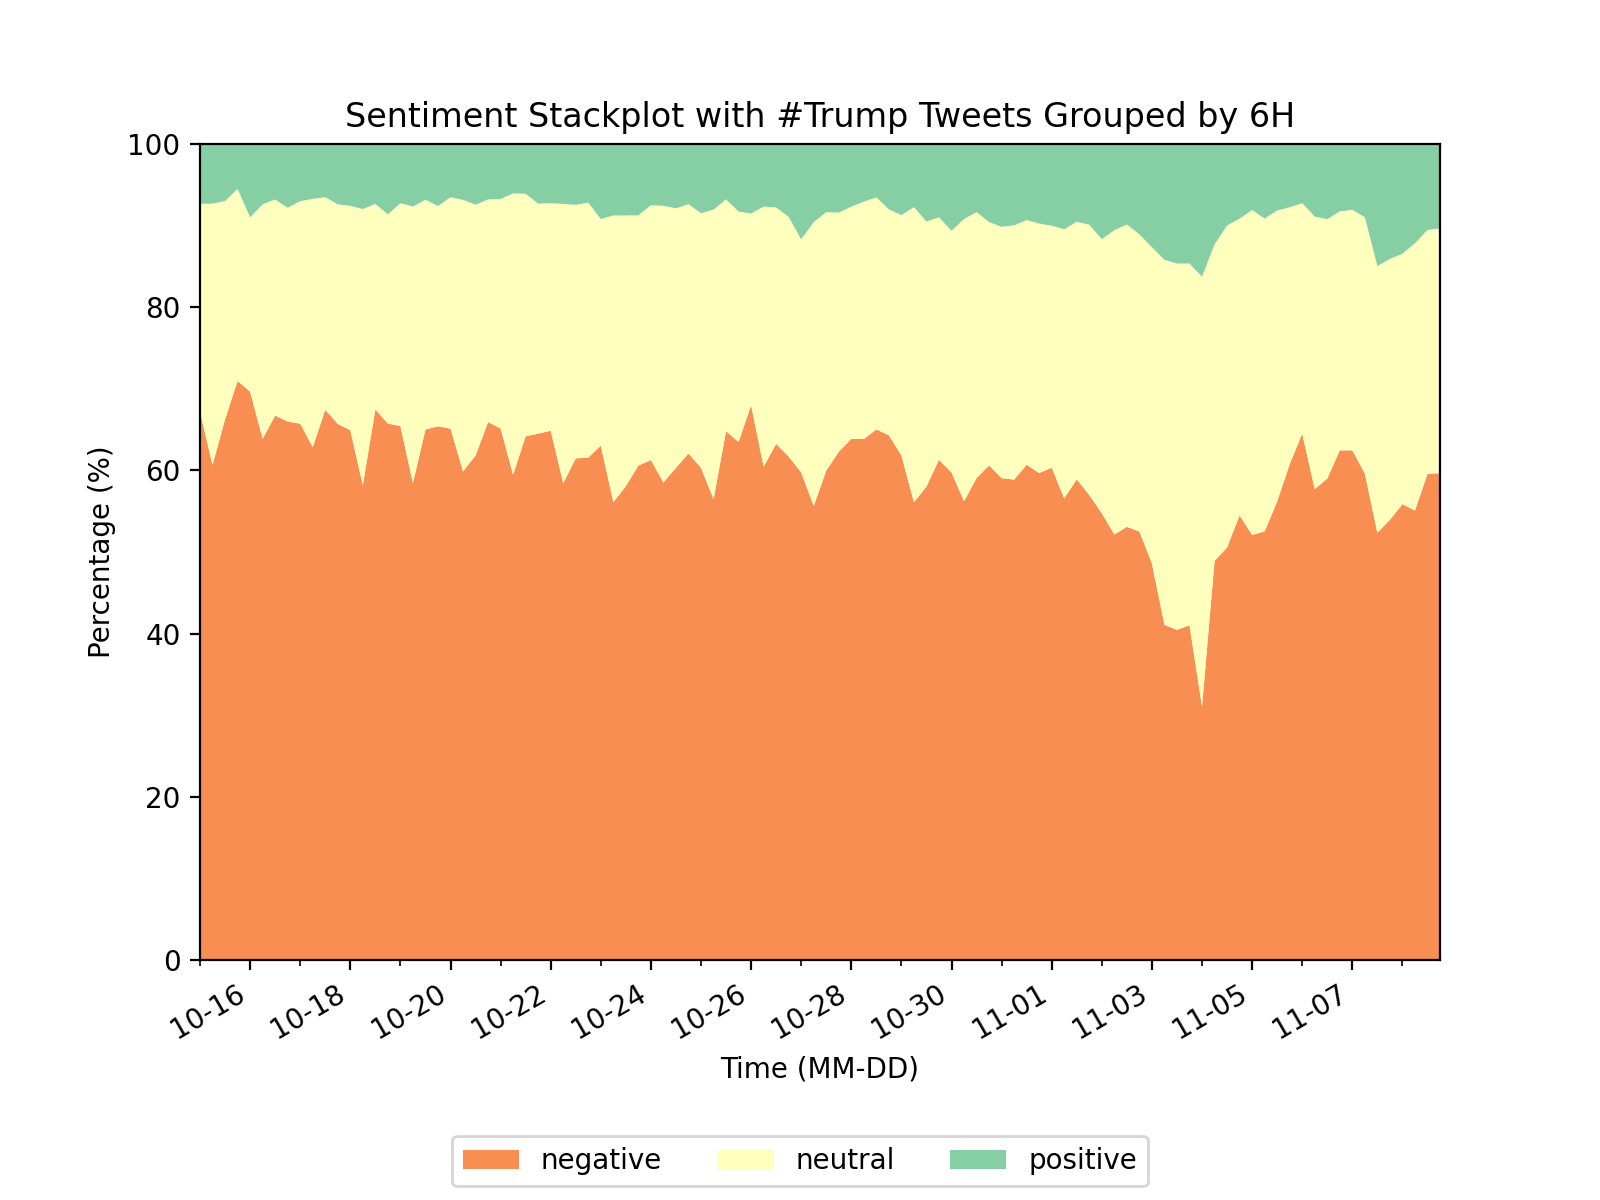 Sentiment Stackplot with #Trump Tweets Grouped by 6H
100
80
60
40
20
0
Percentage (%)
10-16 10-18 10-20 10-22 10-24 10-26 10-28 10-30 11-01 11-03 11-05 11-07
Time (MM-DD)
negative neutral positive